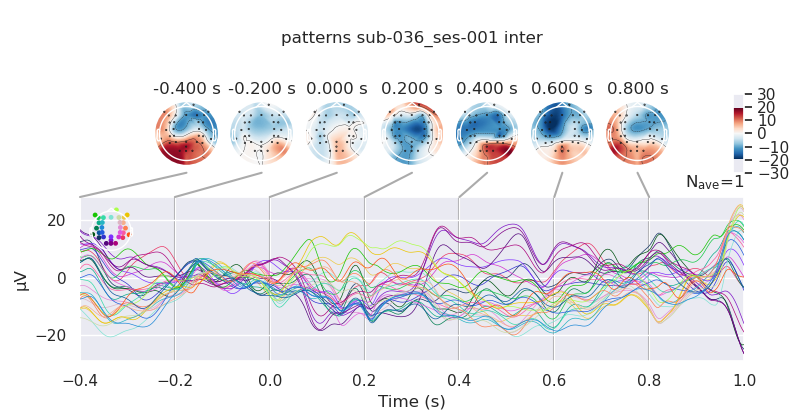 patterns sub-036_ses-001 inter
-0.400 s -0.200 s 0.000 s 0.200 s 0.400 s 0.600 s 0.800 s
30
20
10
0
−10
−20
−30
Nave=1
20
0
−20
µV
−0.4 −0.2 0.0 0.2 0.4 0.6 0.8 1.0
Time (s)